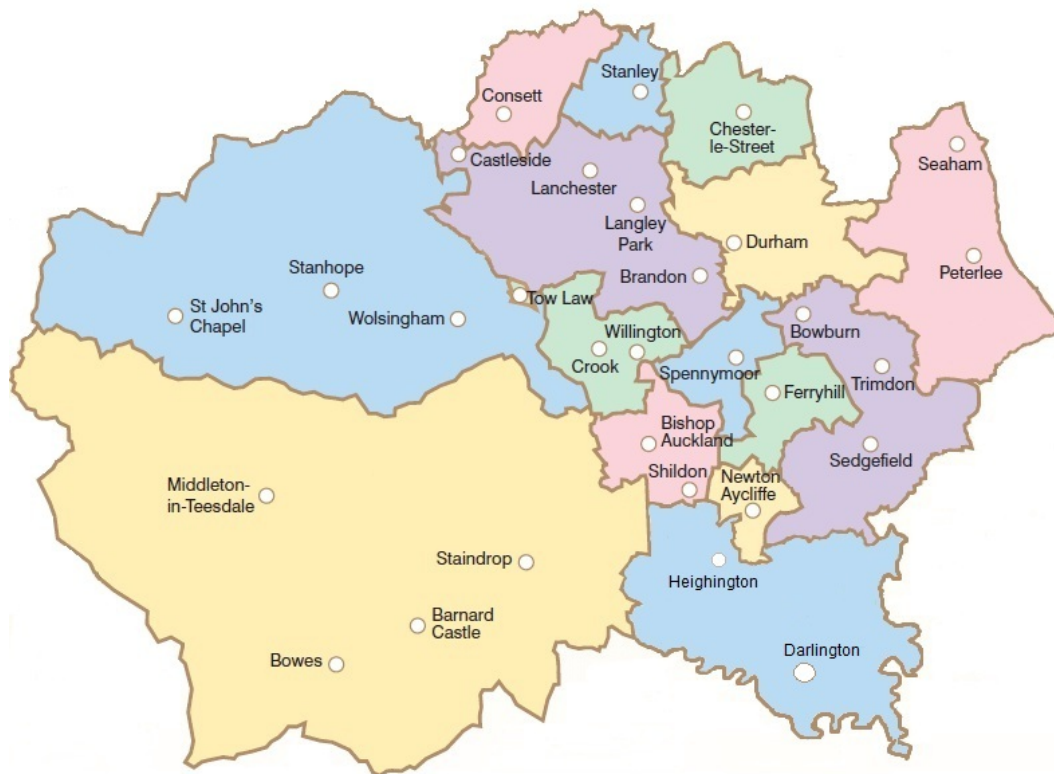 Stanley
Consett
Chester-
le-Street
Seaham
Castleside
Lanchester
Langley
Park
Durham
Brandon
Peterlee
Stanhope
Tow Law
St John's
Chapel
Wolsingham
Willington
Bowburn
Crook
Spennymoor
Trimdon
Ferryhill
Bishop
Auckland
Sedgefield
Shildon
Newton
Aycliffe
Middleton-
in-Teesdale
Staindrop
Heighington
Barnard
Castle
Bowes
Darlington